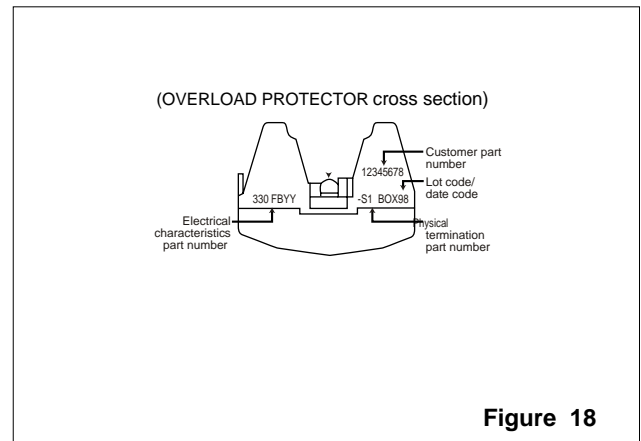 (OVERLOAD PROTECTOR cross section)
Customer part
number
12345678
Lot code/
date code
330 FBYY
-S1 BOX98
Electrical
characteristics
part number
Physical
termination
part number
Figure 18